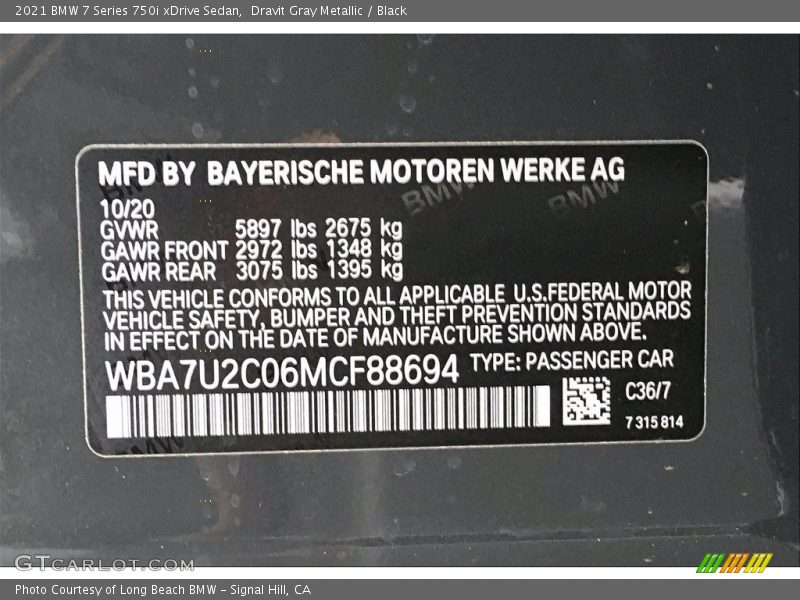 2021 BMW 7 Series 750i xDrive Sedan,  Dravit Gray Metallic / Black
MFD BY BAYERISCHE MOTOREN WERKE AG
10/20
GVWR 5897 lbs 2675 kg
GAWR FRONT 2972 lbs 1348 kg
GAWR REAR 3075 lbs 1395 kg
THIS VEHICLE CONFORMS TO ALL APPLICABLE U.S.FEDERAL MOTOR
VEHICLE SAFETY, BUMPER AND THEFT PREVENTION STANDARDS
IN EFFECT ON THE DATE OF MANUFACTURE SHOWN ABOVE.
WBA7U2C06MCF88694 TYPE: PASSENGER CAR
C36/7
7 315 814
BMW
BMW
BMW
GTCARLOT.COM
Photo Courtesy of Long Beach BMW - Signal Hill, CA